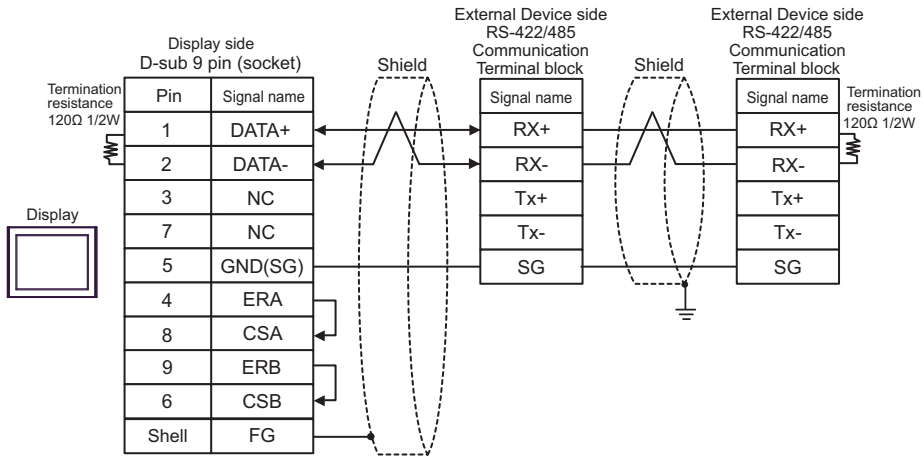 External Device side
RS-422/485
Communication
Terminal block
External Device side
RS-422/485
Communication
Terminal block
Display side
D-sub 9 pin (socket)
Shield
Shield
Termination
resistance
120Ω 1/2W
Termination
resistance
120Ω 1/2W
Pin Signal name
Signal name
Signal name
1 DATA+
RX+
RX+
2 DATA-
RX-
RX-
3 NC
Tx+
Tx+
7 NC
Tx-
Tx-
5 GND(SG)
SG
SG
4 ERA
8 CSA
9 ERB
6 CSB
Shell FG
Display